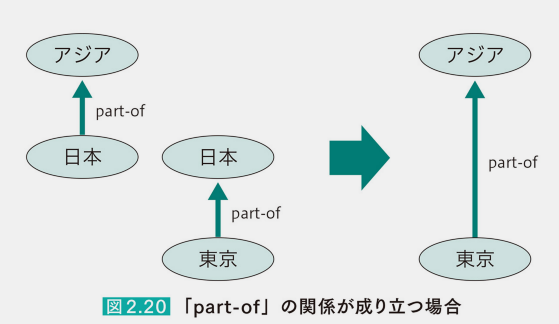 アジア
part-of
日本
日本
part-of
東京
アジア
part-of
東京
図2.20 「part-of」の関係が成り立つ場合